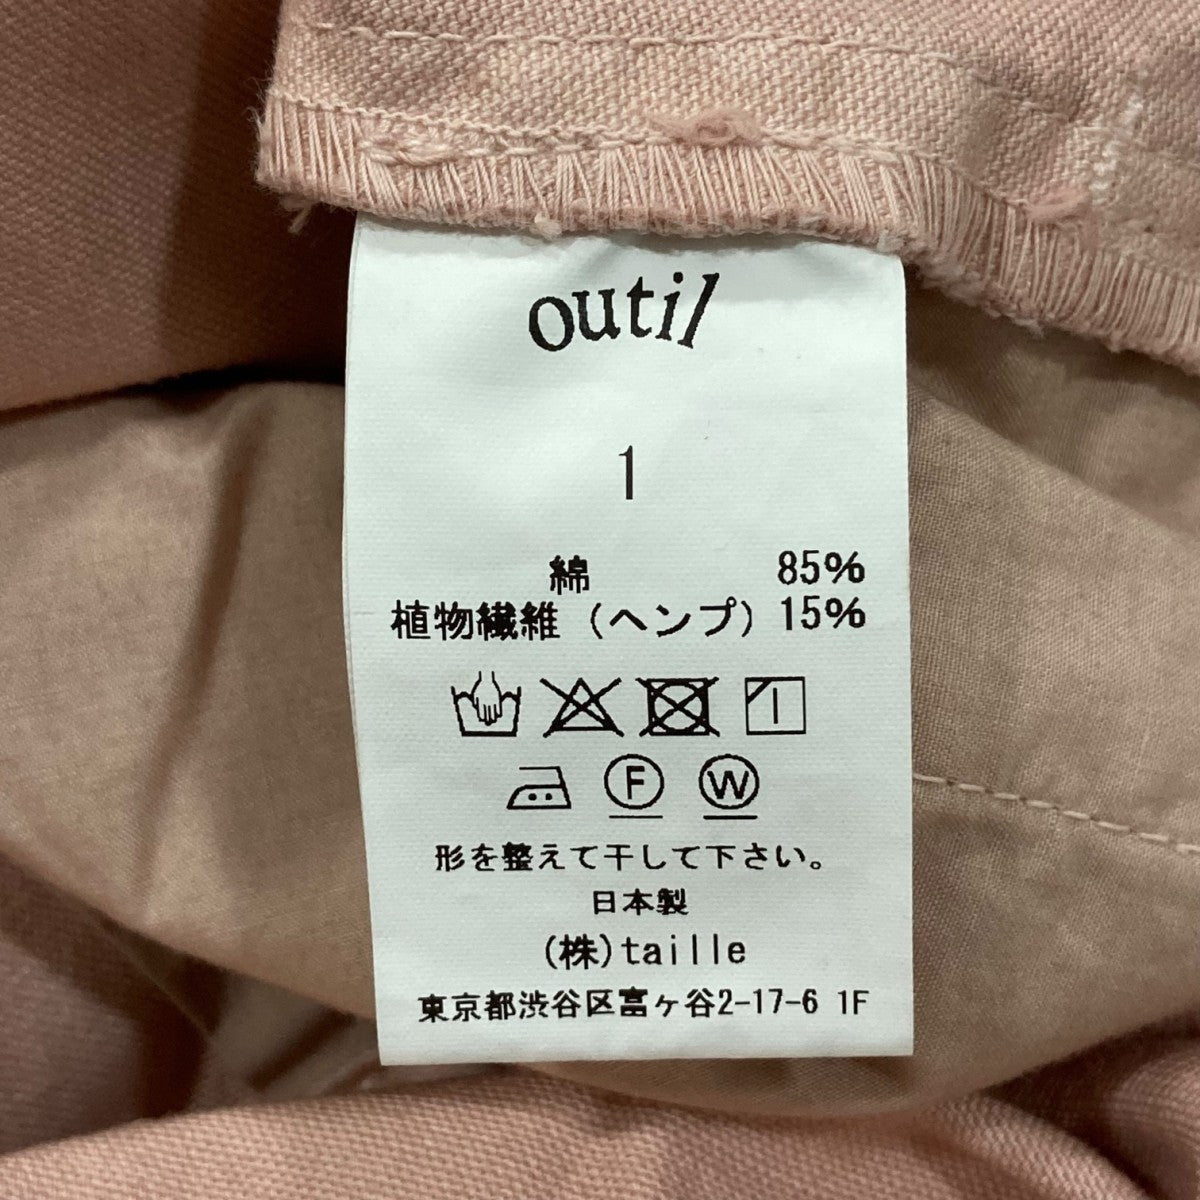 outil
1
綿 85%
植物繊維 (ヘンプ) 15%
F W
形を整えて干して下さい。
日本製
(株)taille
東京都渋谷区富ヶ谷2-17-6 1F